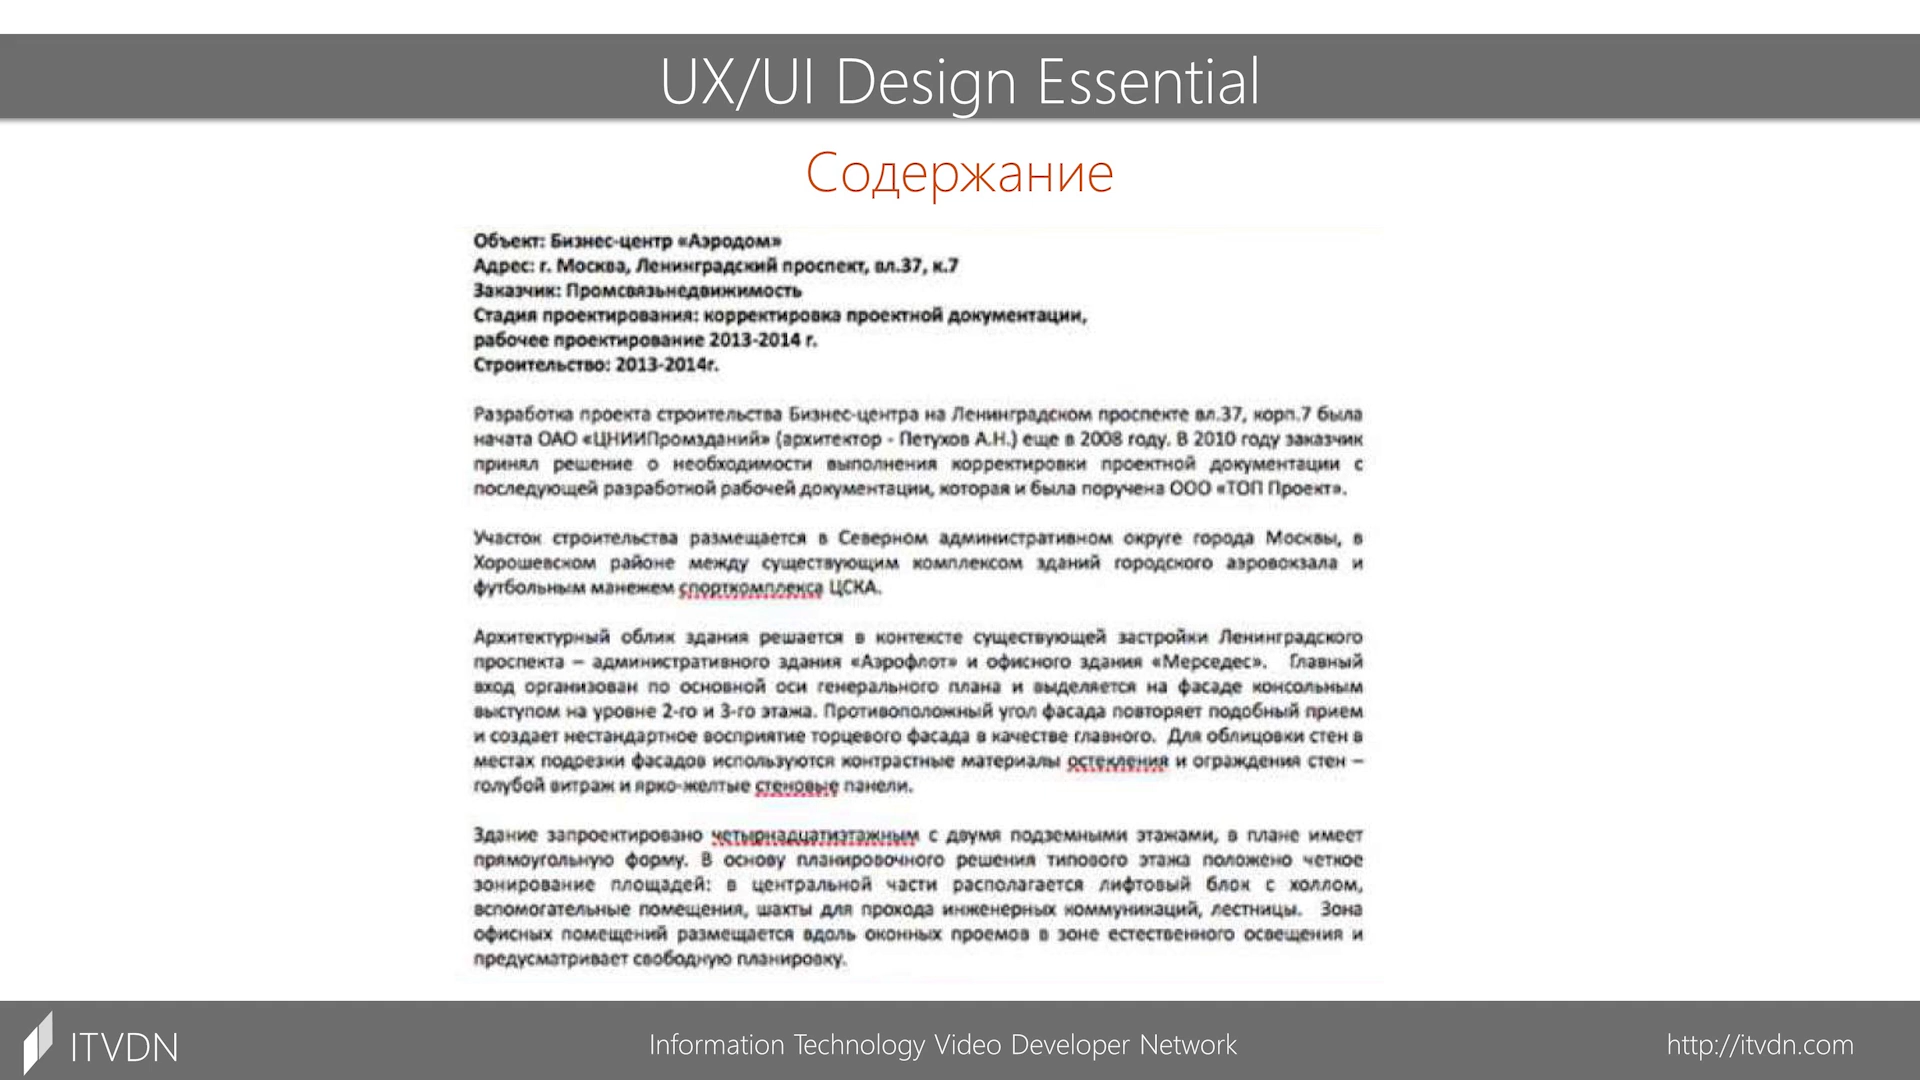 UX/UI Design Essential
Содержание
Объект: Бизнес-центр «Аэродом»
Адрес: г. Москва, Ленинградский проспект, вл.37, к.7
Заказчик: Промсвязьнедвижимость
Стадия проектирования: корректировка проектной документации,
рабочее проектирование 2013-2014 г.
Строительство: 2013-2014г.
Разработка проекта строительства Бизнес-центра на Ленинградском проспекте вл.37, корп.7 была
начата ОАО «ЦНИИПромзданий» (архитектор - Петухов А.Н.) еще в 2008 году. В 2010 году заказчик
принял решение о необходимости выполнения корректировки проектной документации с
последующей разработкой рабочей документации, которая и была поручена ООО «ТОП Проект».
Участок строительства размещается в Северном административном округе города Москвы, в
Хорошевском районе между существующим комплексом зданий городского аэровокзала и
футбольным манежем спорткомплекса ЦСКА.
Архитектурный облик здания решается в контексте существующей застройки Ленинградского
проспекта – административного здания «Аэрофлот» и офисного здания «Мерседес». Главный
вход организован по основной оси генерального плана и выделяется на фасаде консольным
выступом на уровне 2-го и 3-го этажа. Противоположный угол фасада повторяет подобный прием
и создает нестандартное восприятие торцевого фасада в качестве главного. Для облицовки стен в
местах подрезки фасадов используются контрастные материалы остекления и ограждения стен –
голубой витраж и ярко-желтые стеновые панели.
Здание запроектировано четырнадцатиэтажным с двумя подземными этажами, в плане имеет
прямоугольную форму. В основу планировочного решения типового этажа положено четкое
зонирование площадей: в центральной части располагается лифтовый блок с холлом,
вспомогательные помещения, шахты для прохода инженерных коммуникаций, лестницы. Зона
офисных помещений размещается вдоль оконных проемов в зоне естественного освещения и
предусматривает свободную планировку.
ITVDN
Information Technology Video Developer Network
http://itvdn.com